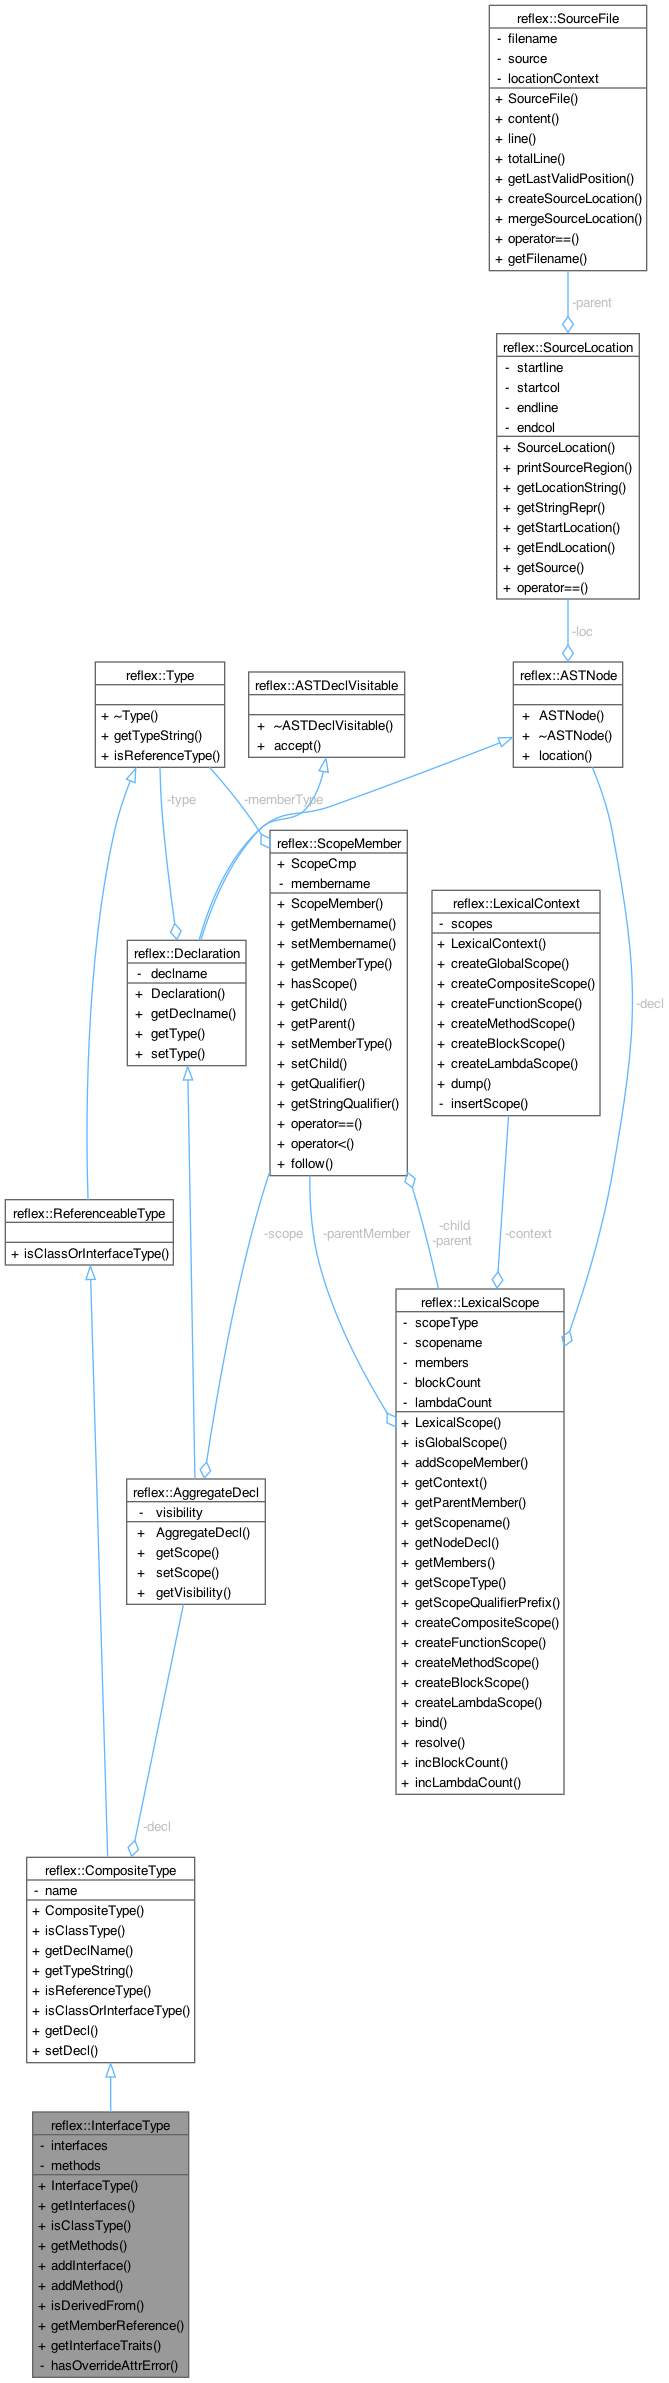 reflex::SourceFile
- filename
- source
- locationContext
+ SourceFile()
+ content()
+ line()
+ totalLine()
+ getLastValidPosition()
+ createSourceLocation()
+ mergeSourceLocation()
+ operator==()
+ getFilename()
-parent
reflex::SourceLocation
- startline
- startcol
- endline
- endcol
+ SourceLocation()
+ printSourceRegion()
+ getLocationString()
+ getStringRepr()
+ getStartLocation()
+ getEndLocation()
+ getSource()
+ operator==()
-loc
reflex::Type
+ ~Type()
+ getTypeString()
+ isReferenceType()
reflex::ASTDeclVisitable
+ ~ASTDeclVisitable()
+ accept()
reflex::ASTNode
+ ASTNode()
+ ~ASTNode()
+ location()
-type
-memberType
reflex::ScopeMember
+ ScopeCmp
- membername
+ ScopeMember()
+ getMembername()
+ setMembername()
+ getMemberType()
+ hasScope()
+ getChild()
+ getParent()
+ setMemberType()
+ setChild()
+ getQualifier()
+ getStringQualifier()
+ operator==()
+ operator<()
+ follow()
reflex::LexicalContext
- scopes
+ LexicalContext()
+ createGlobalScope()
+ createCompositeScope()
+ createFunctionScope()
+ createMethodScope()
+ createBlockScope()
+ createLambdaScope()
+ dump()
- insertScope()
-decl
reflex::Declaration
- declname
+ Declaration()
+ getDeclname()
+ getType()
+ setType()
reflex::ReferenceableType
+ isClassOrInterfaceType()
-scope
-parentMember
-child
-parent
-context
reflex::LexicalScope
- scopeType
- scopename
- members
- blockCount
- lambdaCount
+ LexicalScope()
+ isGlobalScope()
+ addScopeMember()
+ getContext()
+ getParentMember()
+ getScopename()
+ getNodeDecl()
+ getMembers()
+ getScopeType()
+ getScopeQualifierPrefix()
+ createCompositeScope()
+ createFunctionScope()
+ createMethodScope()
+ createBlockScope()
+ createLambdaScope()
+ bind()
+ resolve()
+ incBlockCount()
+ incLambdaCount()
reflex::AggregateDecl
- visibility
+ AggregateDecl()
+ getScope()
+ setScope()
+ getVisibility()
-decl
reflex::CompositeType
- name
+ CompositeType()
+ isClassType()
+ getDeclName()
+ getTypeString()
+ isReferenceType()
+ isClassOrInterfaceType()
+ getDecl()
+ setDecl()
reflex::InterfaceType
- interfaces
- methods
+ InterfaceType()
+ getInterfaces()
+ isClassType()
+ getMethods()
+ addInterface()
+ addMethod()
+ isDerivedFrom()
+ getMemberReference()
+ getInterfaceTraits()
- hasOverrideAttrError()